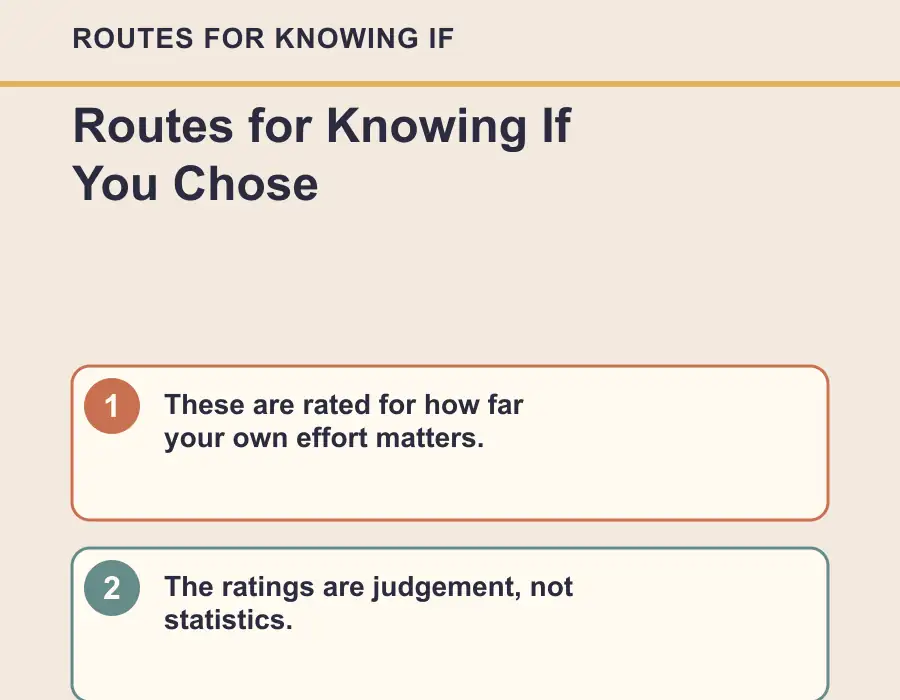 ROUTES FOR KNOWING IF
Routes for Knowing If
You Chose
1
These are rated for how far
your own effort matters.
2
The ratings are judgement, not
statistics.